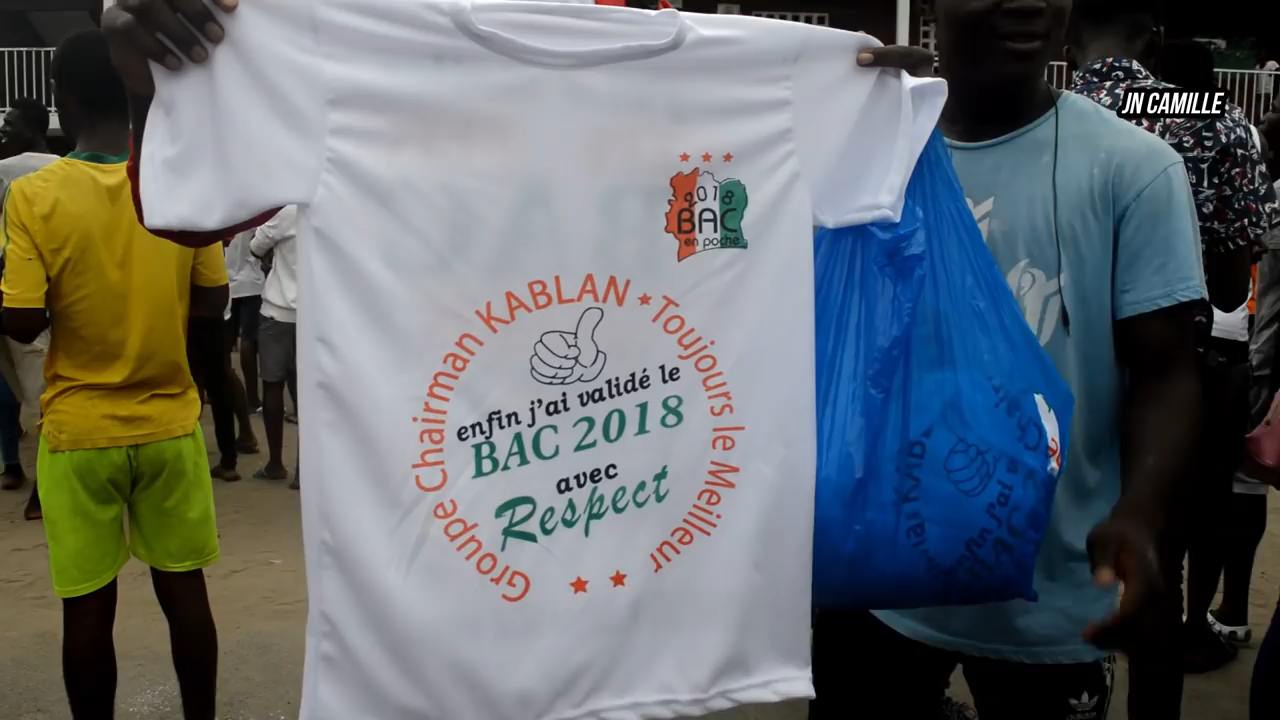 JN CAMILLE
2018
BAC
en poche
Groupe Chairman KABLAN ★ Toujours le Meilleur
enfin j'ai validé le
BAC 2018
avec
Respect